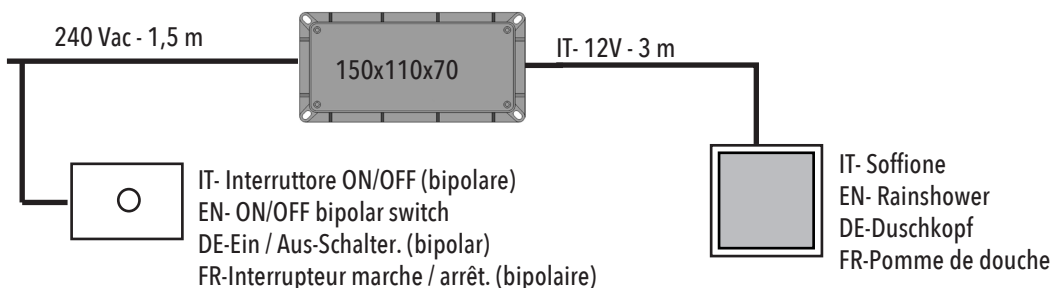 240 Vac - 1,5 m
150x110x70
IT- 12V - 3 m
IT- Interruttore ON/OFF (bipolare)
EN- ON/OFF bipolar switch
DE-Ein / Aus-Schalter. (bipolar)
FR-Interrupteur marche / arrêt. (bipolaire)
IT- Soffione
EN- Rainshower
DE-Duschkopf
FR-Pomme de douche